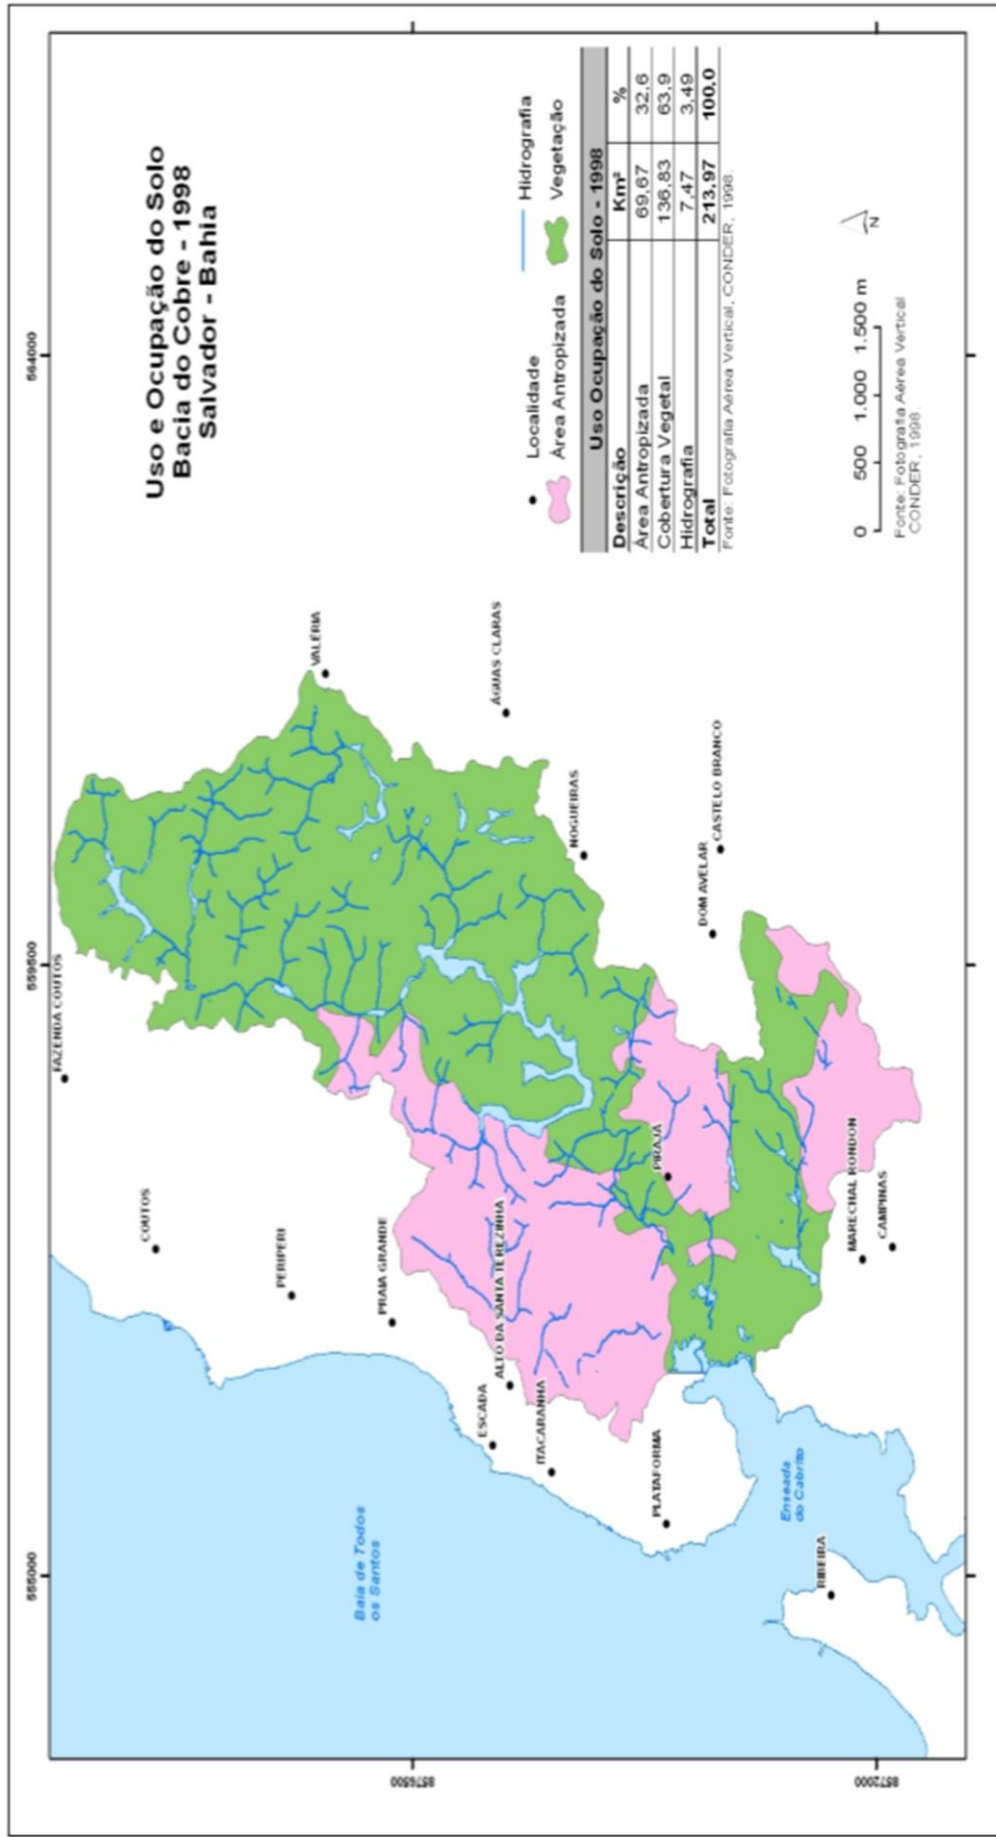 Uso e Ocupação do Solo
Bacia do Cobre - 1998
Salvador - Bahia
555000
559500
564000
8576500
8572000
FAZENDA COUTOS
COUTOS
PERIPERI
PRAIA GRANDE
ESCADA
ALTO DA SANTA TEREZINHA
ITACARANHA
PLATAFORMA
RIBEIRA
PIRAJÁ
MARECHAL RONDON
CAMPINAS
DOM AVELAR
CASTELO BRANCO
NOGUEIRAS
ÁGUAS CLARAS
VALÉRIA
Baia de Todos
os Santos
Enseada
do Cabrito
Localidade
Hidrografia
Área Antropizada
Vegetação
Uso Ocupação do Solo - 1998
Descrição Km² %
Área Antropizada 69,67 32,6
Cobertura Vegetal 136,83 63,9
Hidrografia 7,47 3,49
Total 213,97 100,0
Fonte: Fotografia Aérea Vertical, CONDER, 1998.
0 500 1.000 1.500 m
N
Fonte: Fotografia Aérea Vertical
CONDER, 1998.